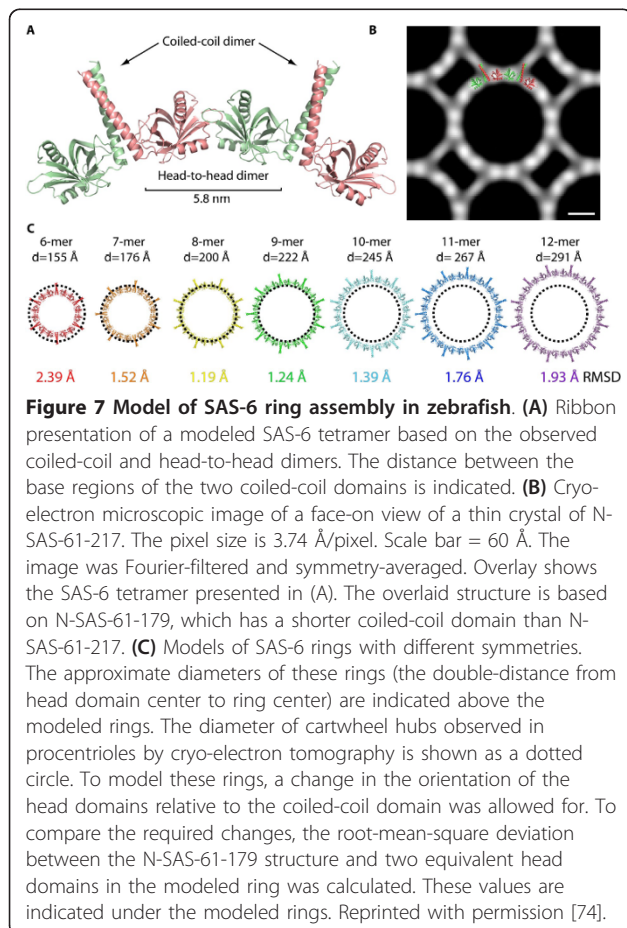 A
B
Coiled-coil dimer
Head-to-head dimer
5.8 nm
C
6-mer 7-mer 8-mer 9-mer 10-mer 11-mer 12-mer
d=155 Å d=176 Å d=200 Å d=222 Å d=245 Å d= 267 Å d=291 Å
2.39 Å 1.52 Å 1.19 Å 1.24 Å 1.39 Å 1.76 Å 1.93 Å RMSD
Figure 7 Model of SAS-6 ring assembly in zebrafish. (A) Ribbon
presentation of a modeled SAS-6 tetramer based on the observed
coiled-coil and head-to-head dimers. The distance between the
base regions of the two coiled-coil domains is indicated. (B) Cryo-
electron microscopic image of a face-on view of a thin crystal of N-
SAS-61-217. The pixel size is 3.74 Å/pixel. Scale bar = 60 Å. The
image was Fourier-filtered and symmetry-averaged. Overlay shows
the SAS-6 tetramer presented in (A). The overlaid structure is based
on N-SAS-61-179, which has a shorter coiled-coil domain than N-
SAS-61-217. (C) Models of SAS-6 rings with different symmetries.
The approximate diameters of these rings (the double-distance from
head domain center to ring center) are indicated above the
modeled rings. The diameter of cartwheel hubs observed in
procentrioles by cryo-electron tomography is shown as a dotted
circle. To model these rings, a change in the orientation of the
head domains relative to the coiled-coil domain was allowed for. To
compare the required changes, the root-mean-square deviation
between the N-SAS-61-179 structure and two equivalent head
domains in the modeled ring was calculated. These values are
indicated under the modeled rings. Reprinted with permission [74].